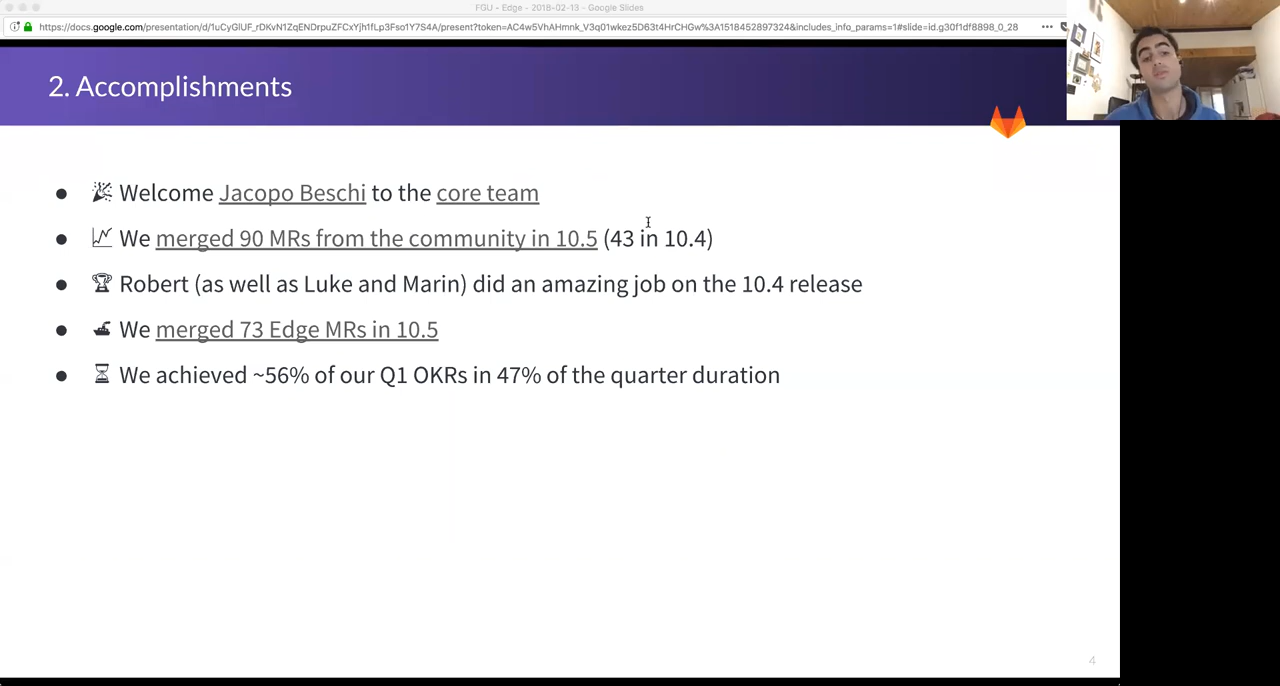 FGU - Edge - 2018-02-13 - Google Slides
https://docs.google.com/presentation/d/1uCyGlUF_rDKvN1ZqENDrpuZFCxYjh1fLp3Fso1Y7S4A/present?token=AC4w5VhAHmnk_V3q01wkez5D63t4HrCHGw%3A1518452897324&includes_info_params=1#slide=id.g30f1df8898_0_28
2. Accomplishments
Welcome Jacopo Beschi to the core team
We merged 90 MRs from the community in 10.5 (43 in 10.4)
Robert (as well as Luke and Marin) did an amazing job on the 10.4 release
We merged 73 Edge MRs in 10.5
We achieved ~56% of our Q1 OKRs in 47% of the quarter duration
4